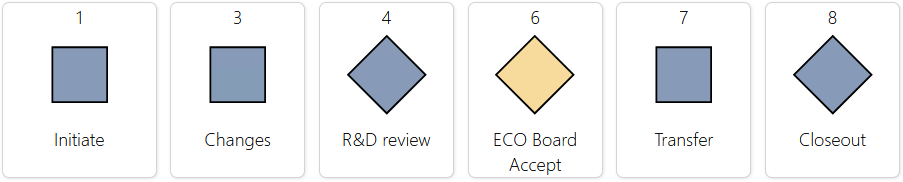 1
Initiate
3
Changes
4
R&D review
6
ECO Board
Accept
7
Transfer
8
Closeout